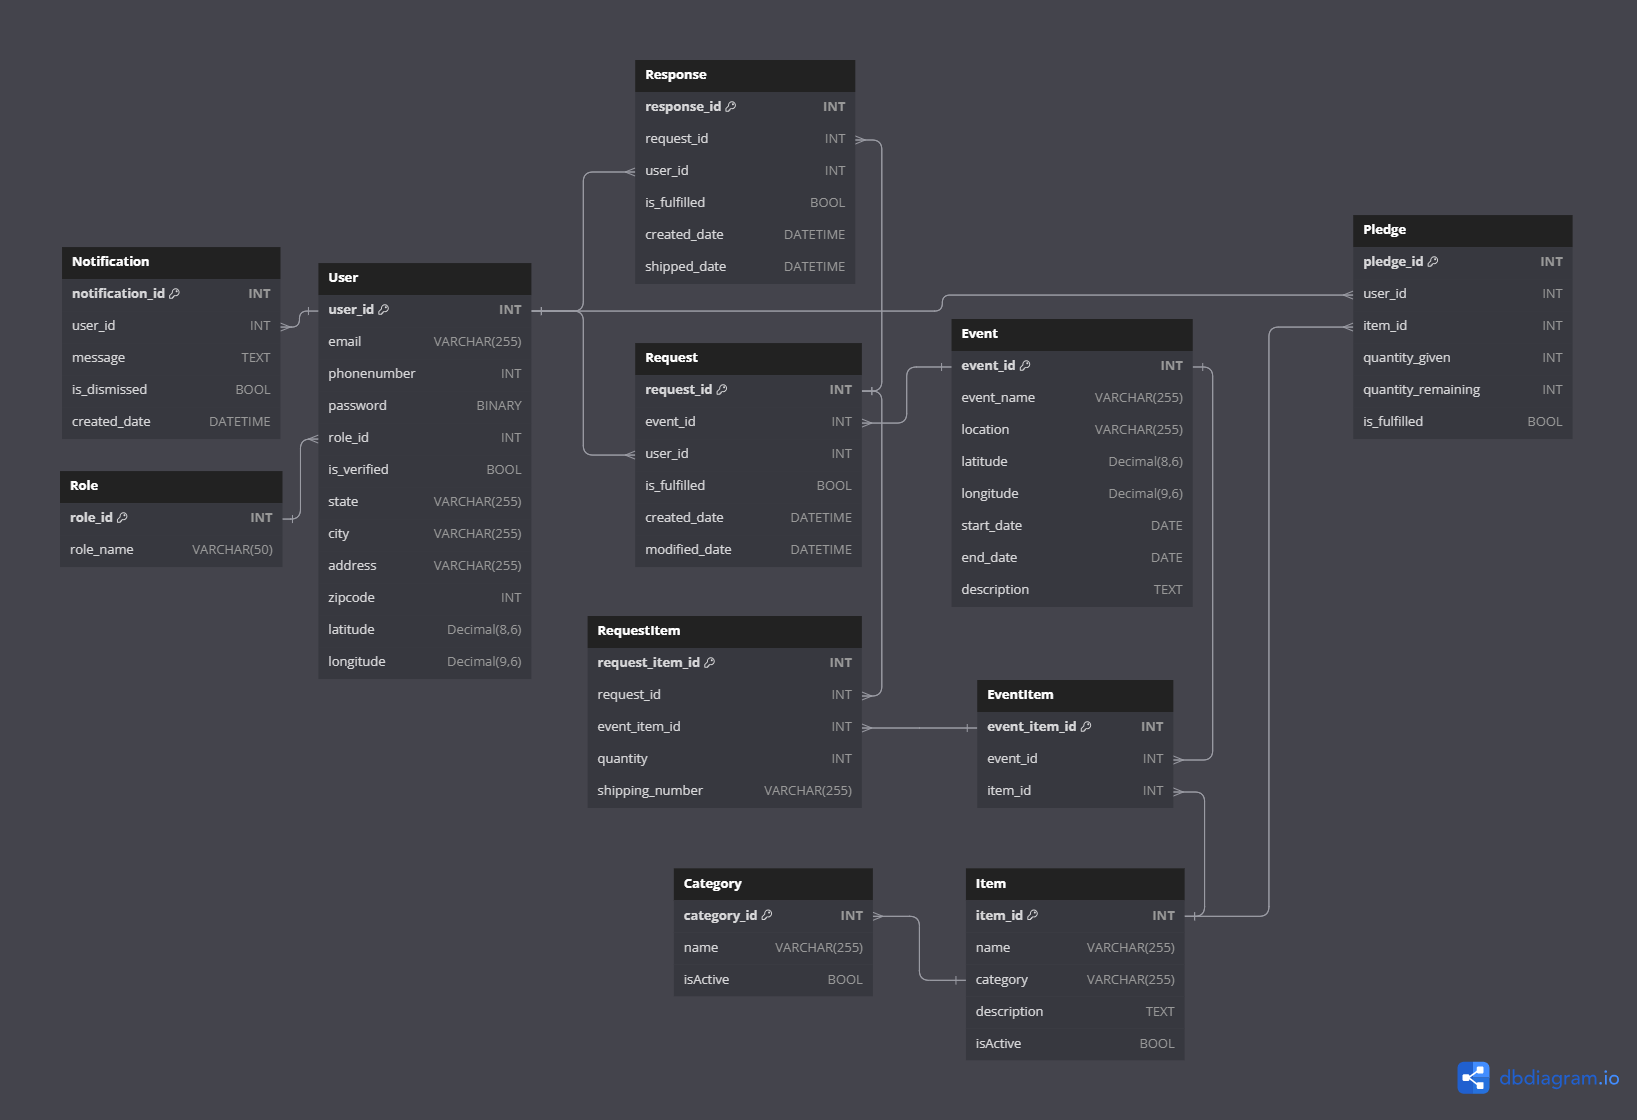 Response
response_id INT
request_id INT
user_id INT
is_fulfilled BOOL
created_date DATETIME
shipped_date DATETIME
Notification
notification_id INT
user_id INT
message TEXT
is_dismissed BOOL
created_date DATETIME
Role
role_id INT
role_name VARCHAR(50)
User
user_id INT
email VARCHAR(255)
phonenumber INT
password BINARY
role_id INT
is_verified BOOL
state VARCHAR(255)
city VARCHAR(255)
address VARCHAR(255)
zipcode INT
latitude Decimal(8,6)
longitude Decimal(9,6)
Request
request_id INT
event_id INT
user_id INT
is_fulfilled BOOL
created_date DATETIME
modified_date DATETIME
Event
event_id INT
event_name VARCHAR(255)
location VARCHAR(255)
latitude Decimal(8,6)
longitude Decimal(9,6)
start_date DATE
end_date DATE
description TEXT
Pledge
pledge_id INT
user_id INT
item_id INT
quantity_given INT
quantity_remaining INT
is_fulfilled BOOL
RequestItem
request_item_id INT
request_id INT
event_item_id INT
quantity INT
shipping_number VARCHAR(255)
EventItem
event_item_id INT
event_id INT
item_id INT
Category
category_id INT
name VARCHAR(255)
isActive BOOL
Item
item_id INT
name VARCHAR(255)
category VARCHAR(255)
description TEXT
isActive BOOL
dbdiagram.io